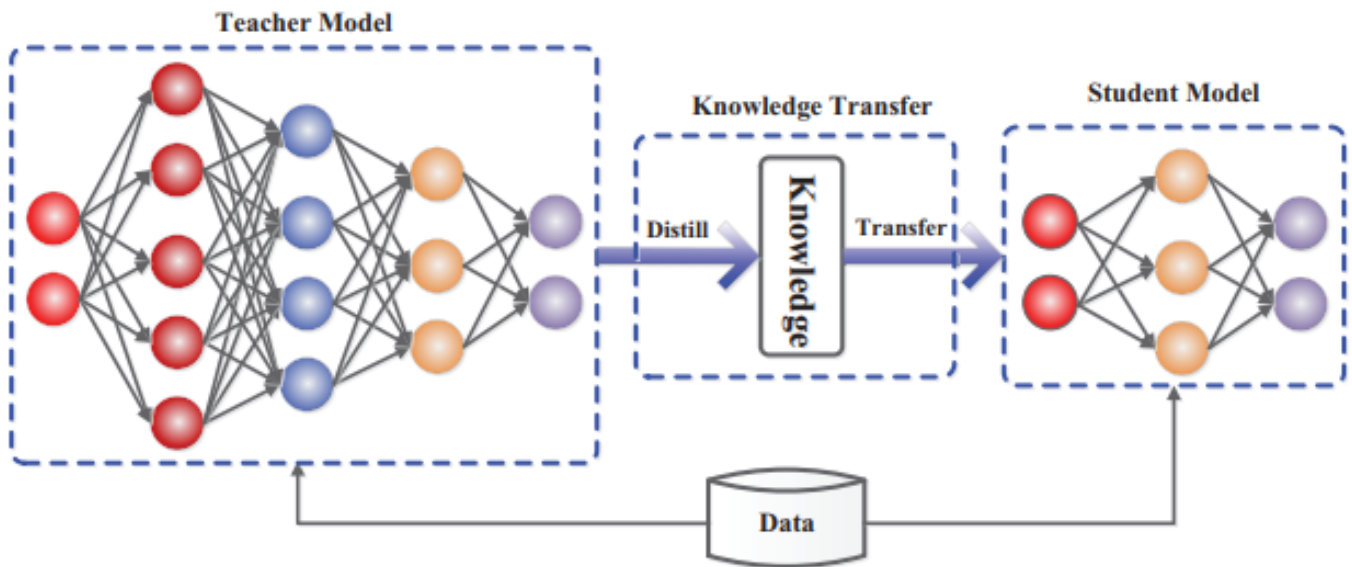 Teacher Model
Knowledge Transfer
Student Model
Distill
Knowledge
Transfer
Data